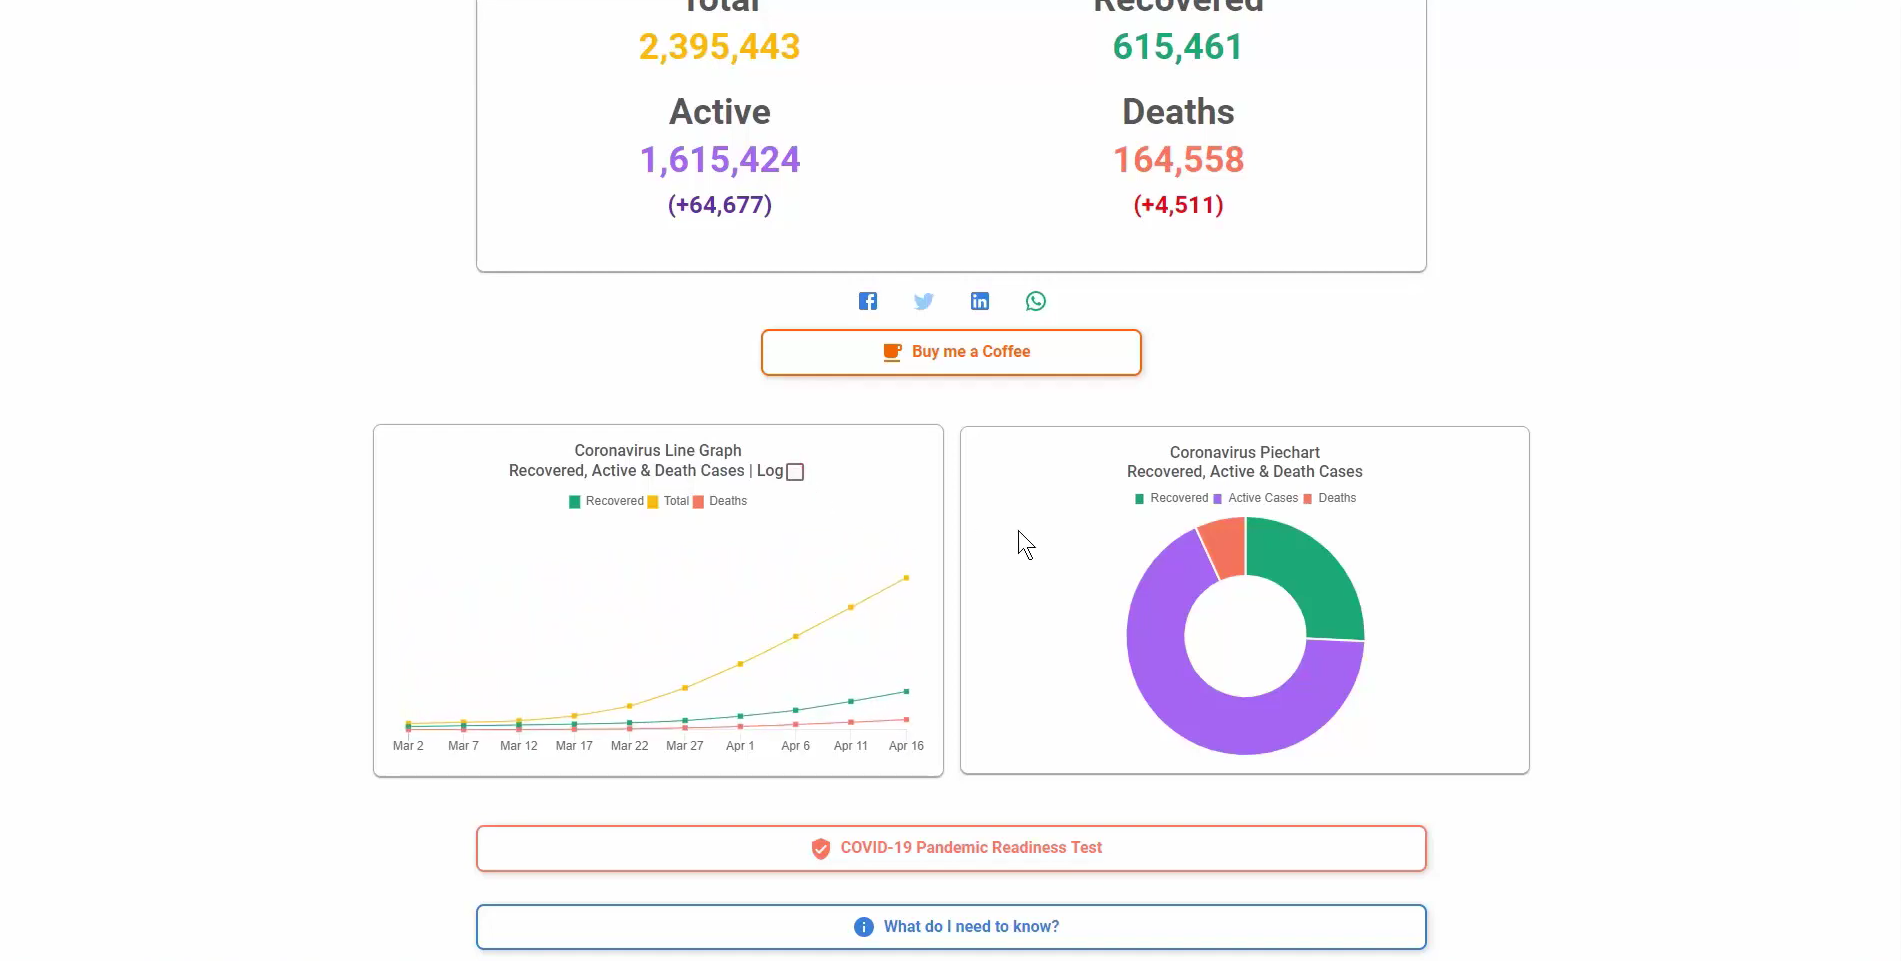 Total Recovered
2,395,443 615,461
Active Deaths
1,615,424 164,558
(+64,677) (+4,511)
Buy me a Coffee
Coronavirus Line Graph
Recovered, Active & Death Cases | Log
Recovered Total Deaths
Mar 2 Mar 7 Mar 12 Mar 17 Mar 22 Mar 27 Apr 1 Apr 6 Apr 11 Apr 16
Coronavirus Piechart
Recovered, Active & Death Cases
Recovered Active Cases Deaths
COVID-19 Pandemic Readiness Test
What do I need to know?